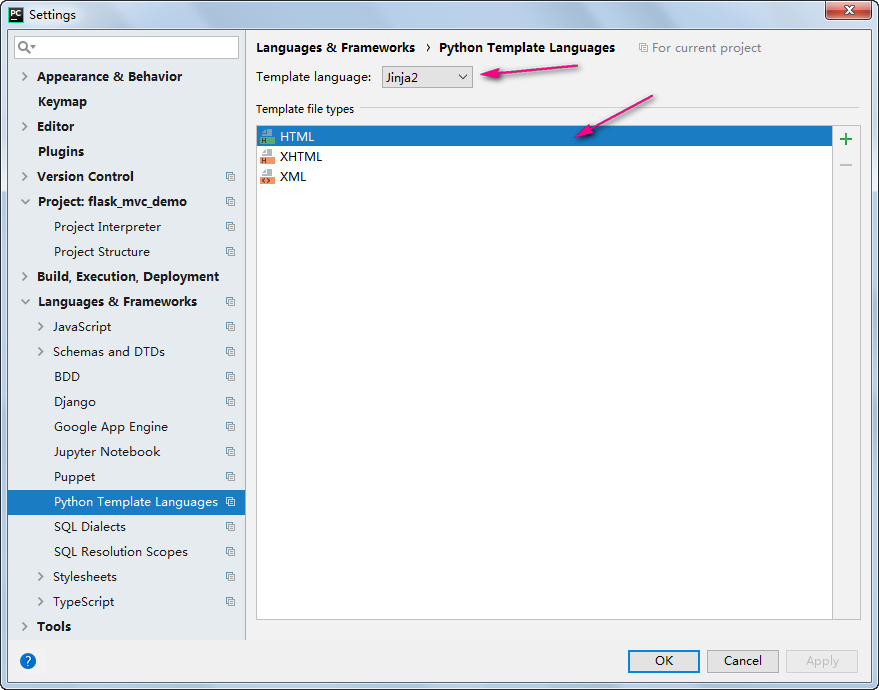 PC Settings
Appearance & Behavior
Keymap
Editor
Plugins
Version Control
Project: flask_mvc_demo
Project Interpreter
Project Structure
Build, Execution, Deployment
Languages & Frameworks
JavaScript
Schemas and DTDs
BDD
Django
Google App Engine
Jupyter Notebook
Puppet
Python Template Languages
SQL Dialects
SQL Resolution Scopes
Stylesheets
TypeScript
Tools
Languages & Frameworks › Python Template Languages For current project
Template language: Jinja2
Template file types
HTML
XHTML
XML
? OK Cancel Apply